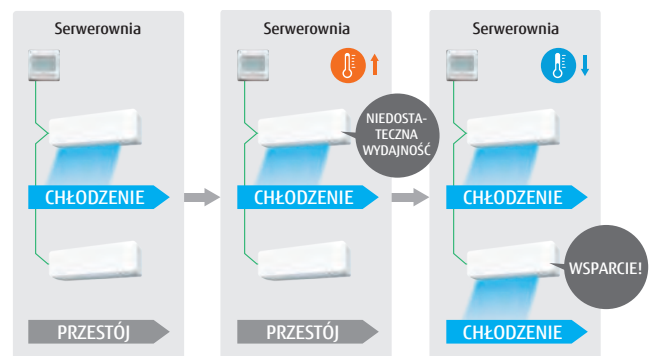 Serwerownia
CHŁODZENIE
PRZESTÓJ
Serwerownia
NIEDOSTA-
TECZNA
WYDAJNOŚĆ
CHŁODZENIE
PRZESTÓJ
Serwerownia
CHŁODZENIE
WSPARCIE!
CHŁODZENIE